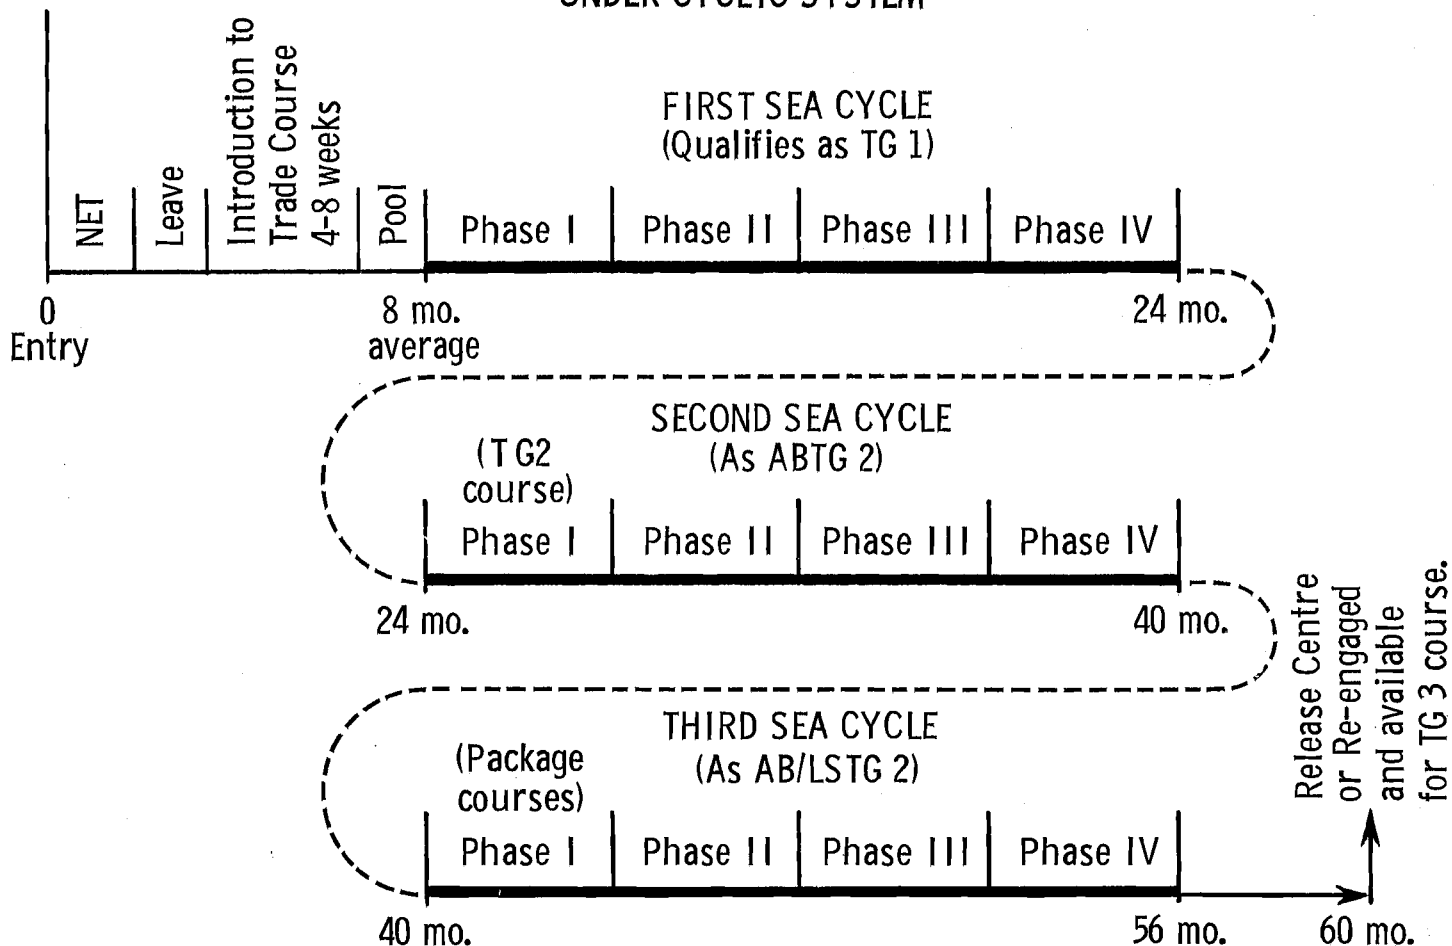 UNDER CYCLIC SYSTEM
NET
Leave
Introduction to
Trade Course
4-8 weeks
Pool
FIRST SEA CYCLE
(Qualifies as TG 1)
Phase I
Phase II
Phase III
Phase IV
0
Entry
8 mo.
average
24 mo.
SECOND SEA CYCLE
(As ABTG 2)
(TG2
course)
Phase I
Phase II
Phase III
Phase IV
24 mo.
40 mo.
THIRD SEA CYCLE
(As AB/LSTG 2)
(Package
courses)
Phase I
Phase II
Phase III
Phase IV
40 mo.
56 mo.
60 mo.
Release Centre
or Re-engaged
and available
for TG 3 course.